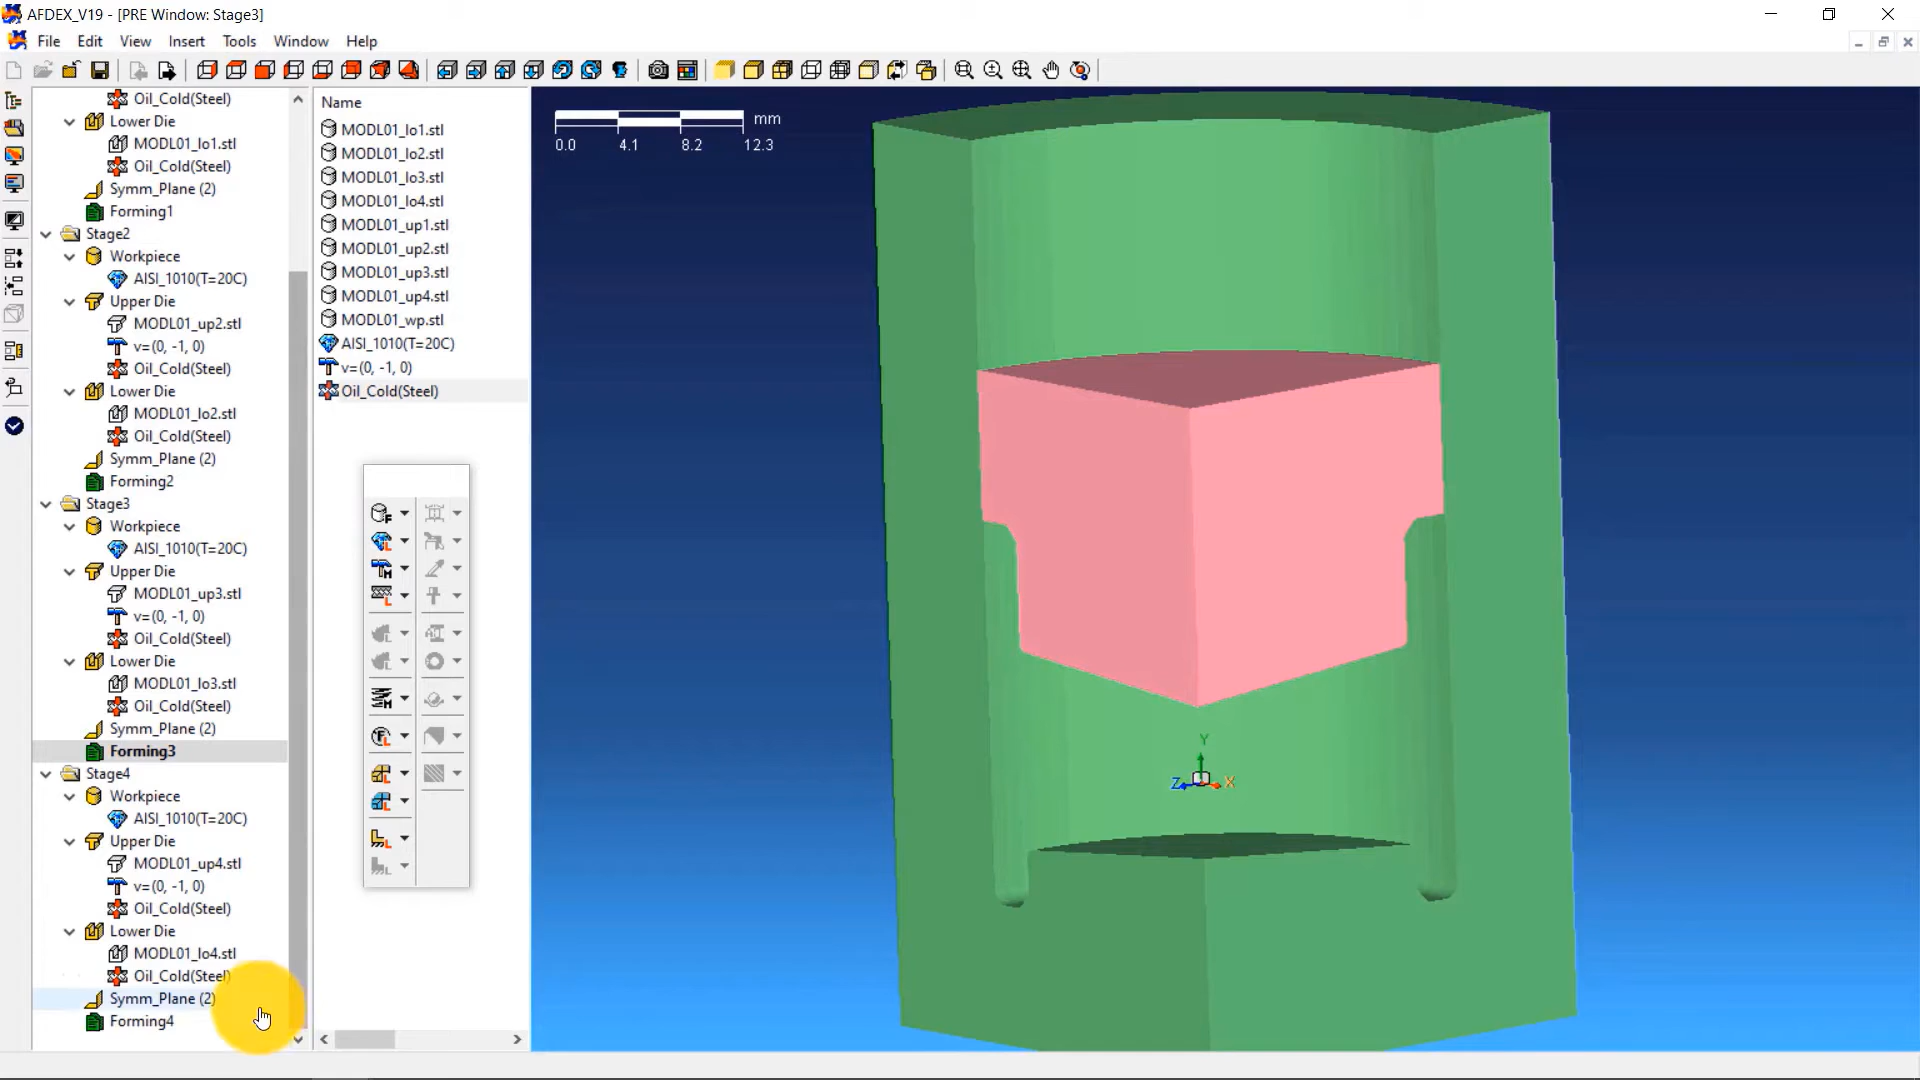 AFDEX_V19 - [PRE Window: Stage3]
File Edit View Insert Tools Window Help
Oil_Cold(Steel)
Lower Die
MODL01_lo1.stl
Oil_Cold(Steel)
Symm_Plane (2)
Forming1
Stage2
Workpiece
AISI_1010(T=20C)
Upper Die
MODL01_up2.stl
v=(0, -1, 0)
Oil_Cold(Steel)
Lower Die
MODL01_lo2.stl
Oil_Cold(Steel)
Symm_Plane (2)
Forming2
Stage3
Workpiece
AISI_1010(T=20C)
Upper Die
MODL01_up3.stl
v=(0, -1, 0)
Oil_Cold(Steel)
Lower Die
MODL01_lo3.stl
Oil_Cold(Steel)
Symm_Plane (2)
Forming3
Stage4
Workpiece
AISI_1010(T=20C)
Upper Die
MODL01_up4.stl
v=(0, -1, 0)
Oil_Cold(Steel)
Lower Die
MODL01_lo4.stl
Oil_Cold(Steel)
Symm_Plane (2)
Forming4
Name
MODL01_lo1.stl
MODL01_lo2.stl
MODL01_lo3.stl
MODL01_lo4.stl
MODL01_up1.stl
MODL01_up2.stl
MODL01_up3.stl
MODL01_up4.stl
MODL01_wp.stl
AISI_1010(T=20C)
v=(0, -1, 0)
Oil_Cold(Steel)
mm
0.0 4.1 8.2 12.3
Y
Z X